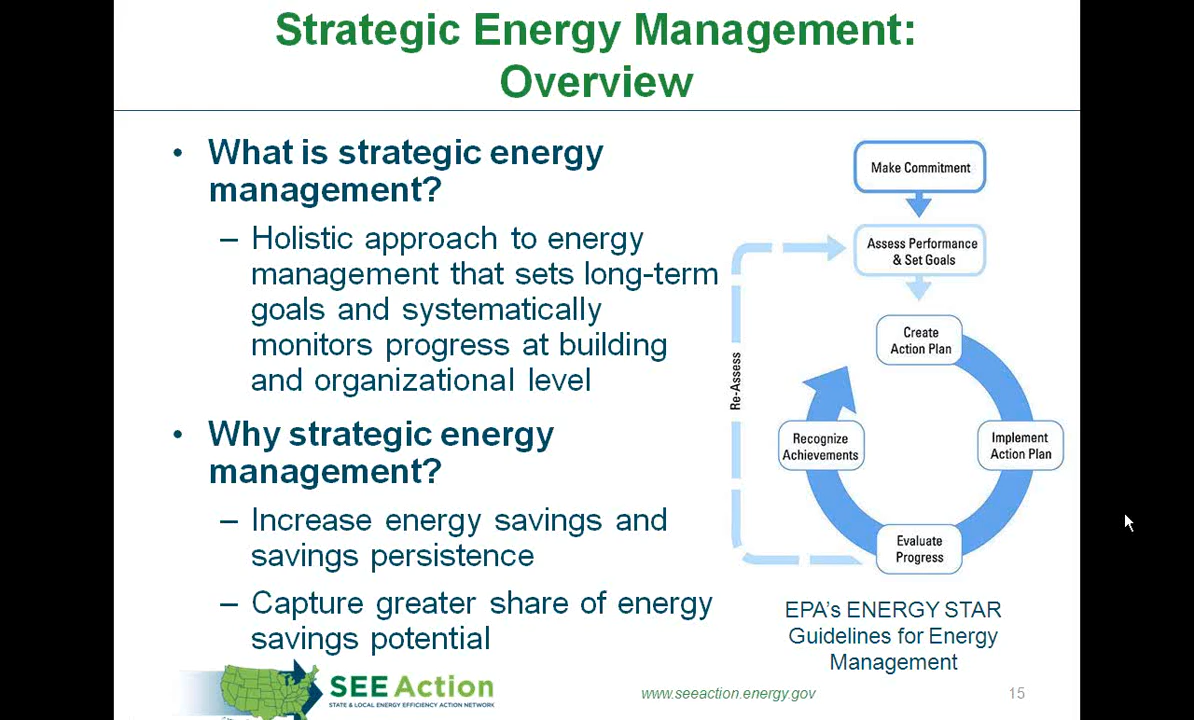 Strategic Energy Management:
Overview
• What is strategic energy
management?
– Holistic approach to energy
management that sets long-term
goals and systematically
monitors progress at building
and organizational level
• Why strategic energy
management?
– Increase energy savings and
savings persistence
– Capture greater share of energy
savings potential
Make Commitment
Assess Performance
& Set Goals
Create
Action Plan
Implement
Action Plan
Evaluate
Progress
Recognize
Achievements
Re-Assess
EPA's ENERGY STAR
Guidelines for Energy
Management
SEE Action
STATE & LOCAL ENERGY EFFICIENCY ACTION NETWORK
www.seeaction.energy.gov
15